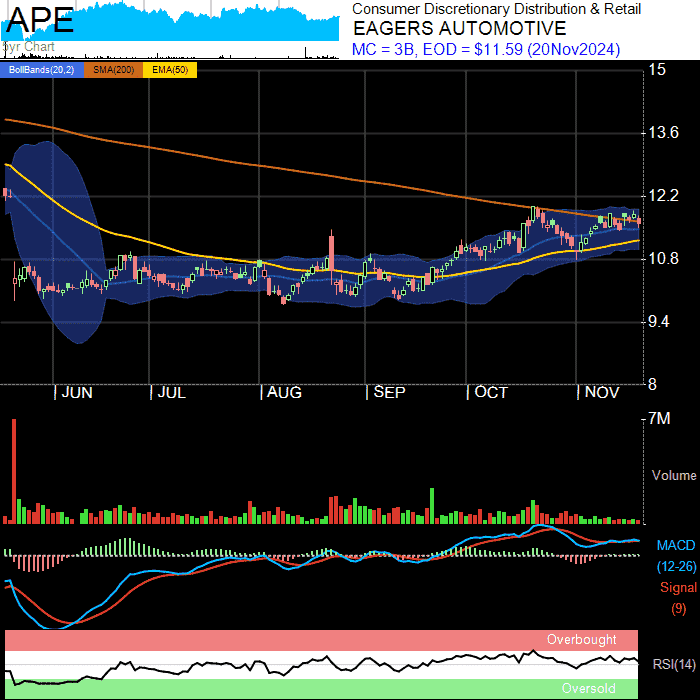 APE
5yr Chart
Consumer Discretionary Distribution & Retail
EAGERS AUTOMOTIVE
MC = 3B, EOD = $11.59 (20Nov2024)
BollBands(20,2) SMA(200) EMA(50)
15
13.6
12.2
10.8
9.4
8
JUN JUL AUG SEP OCT NOV
7M
Volume
MACD
(12-26)
Signal
(9)
Overbought
RSI(14)
Oversold